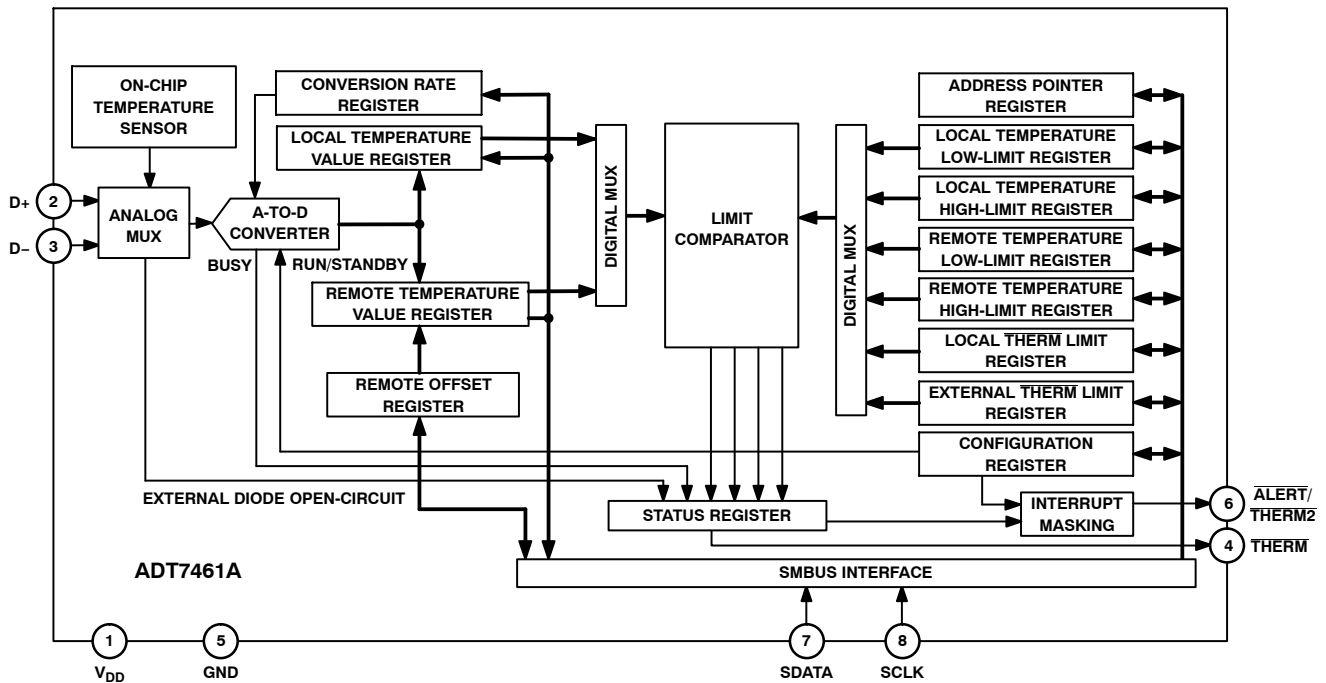 ON-CHIP
TEMPERATURE
SENSOR
CONVERSION RATE
REGISTER
LOCAL TEMPERATURE
VALUE REGISTER
D+
2
D−
3
ANALOG
MUX
A-TO-D
CONVERTER
BUSY
RUN/STANDBY
REMOTE TEMPERATURE
VALUE REGISTER
REMOTE OFFSET
REGISTER
DIGITAL MUX
LIMIT
COMPARATOR
DIGITAL MUX
ADDRESS POINTER
REGISTER
LOCAL TEMPERATURE
LOW-LIMIT REGISTER
LOCAL TEMPERATURE
HIGH-LIMIT REGISTER
REMOTE TEMPERATURE
LOW-LIMIT REGISTER
REMOTE TEMPERATURE
HIGH-LIMIT REGISTER
LOCAL THERM LIMIT
REGISTER
EXTERNAL THERM LIMIT
REGISTER
CONFIGURATION
REGISTER
EXTERNAL DIODE OPEN-CIRCUIT
STATUS REGISTER
INTERRUPT
MASKING
6
ALERT/
THERM2
4
THERM
ADT7461A
SMBUS INTERFACE
1
VDD
5
GND
7
SDATA
8
SCLK